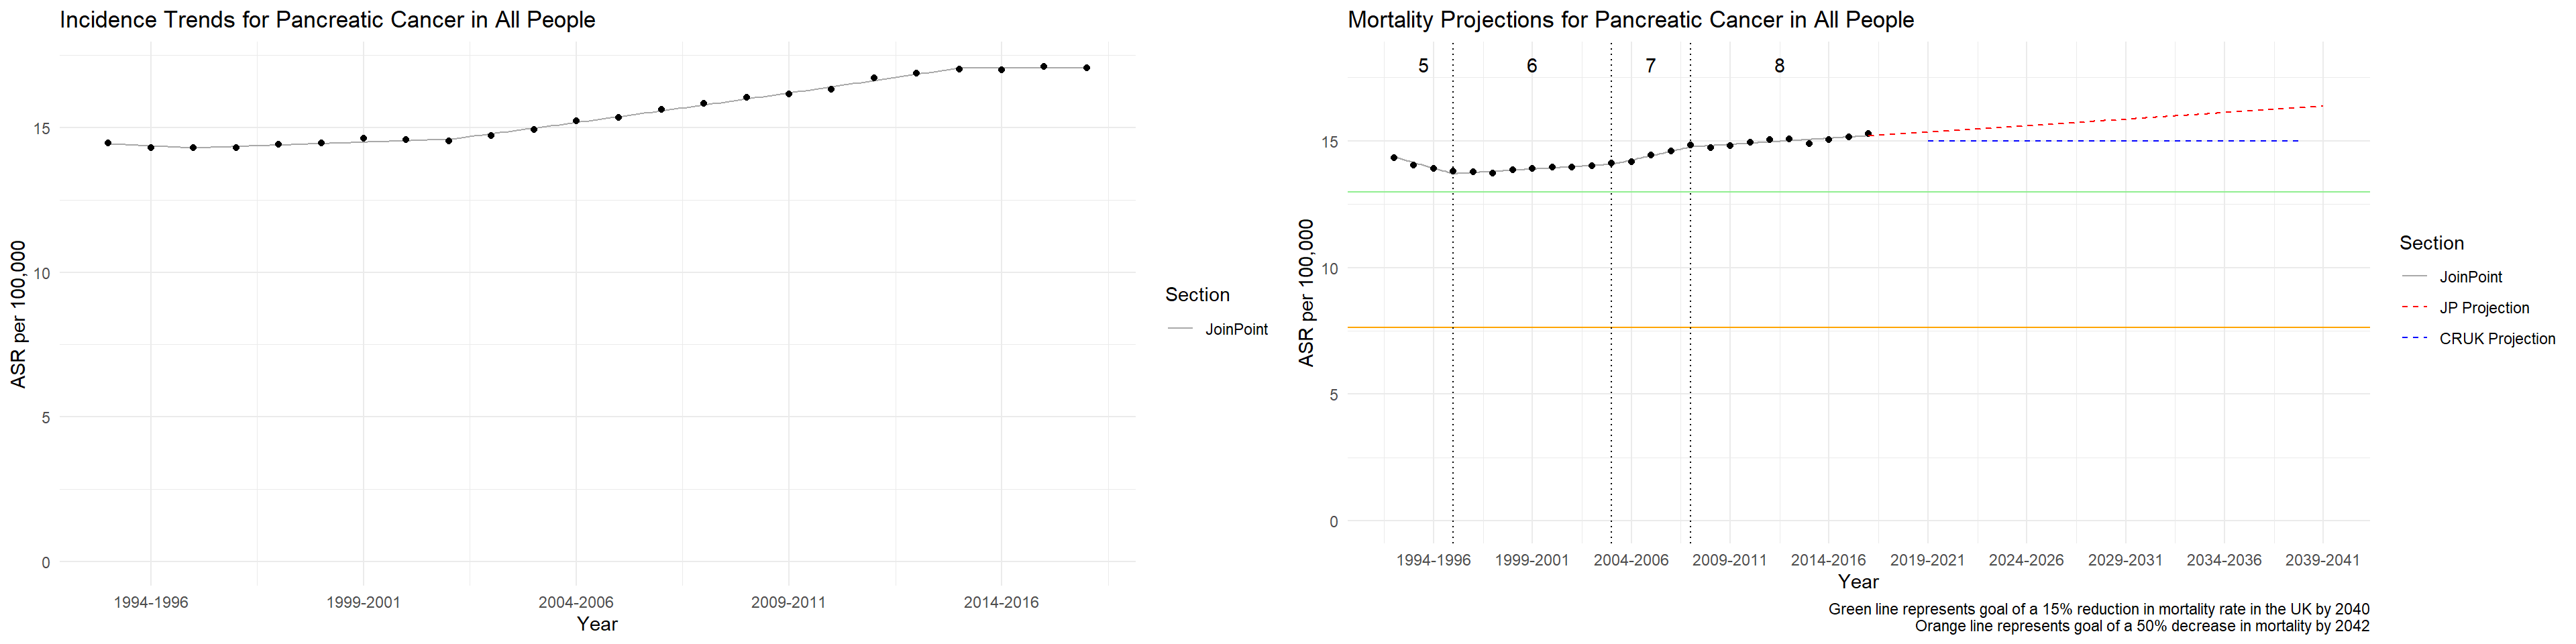 Incidence Trends for Pancreatic Cancer in All People
ASR per 100,000
15
10
5
0
1994-1996 1999-2001 2004-2006 2009-2011 2014-2016
Year
Section
JoinPoint
Mortality Projections for Pancreatic Cancer in All People
5 6 7 8
ASR per 100,000
15
10
5
0
1994-1996 1999-2001 2004-2006 2009-2011 2014-2016 2019-2021 2024-2026 2029-2031 2034-2036 2039-2041
Year
Section
JoinPoint
JP Projection
CRUK Projection
Green line represents goal of a 15% reduction in mortality rate in the UK by 2040
Orange line represents goal of a 50% decrease in mortality by 2042